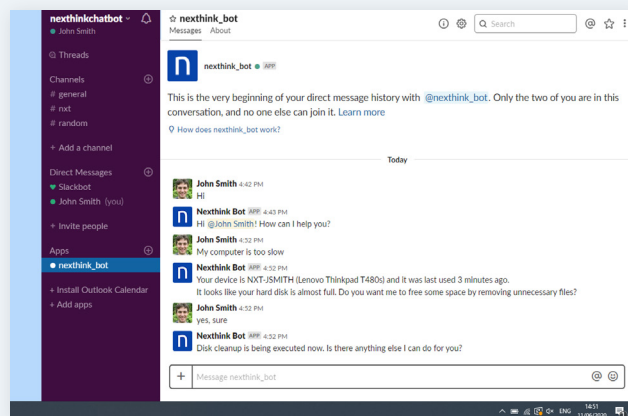 nexthinkchatbot
John Smith
Threads
Channels
# general
# nxt
# random
+ Add a channel
Direct Messages
Slackbot
John Smith (you)
+ Invite people
Apps
nexthink_bot
+ Install Outlook Calendar
+ Add apps
nexthink_bot
Messages About
Search
n
nexthink_bot APP
This is the very beginning of your direct message history with @nexthink_bot. Only the two of you are in this
conversation, and no one else can join it. Learn more
How does nexthink_bot work?
Today
John Smith 4:42 PM
Hi
n
Nexthink Bot APP 4:43 PM
Hi @John Smith! How can I help you?
John Smith 4:52 PM
My computer is too slow
n
Nexthink Bot APP 4:52 PM
Your device is NXT-JSMITH (Lenovo Thinkpad T480s) and it was last used 3 minutes ago.
It looks like your hard disk is almost full. Do you want me to free some space by removing unnecessary files?
John Smith 4:52 PM
yes, sure
n
Nexthink Bot APP 4:52 PM
Disk cleanup is being executed now. Is there anything else I can do for you?
+ Message nexthink_bot
ENG
14:51
11/06/2020